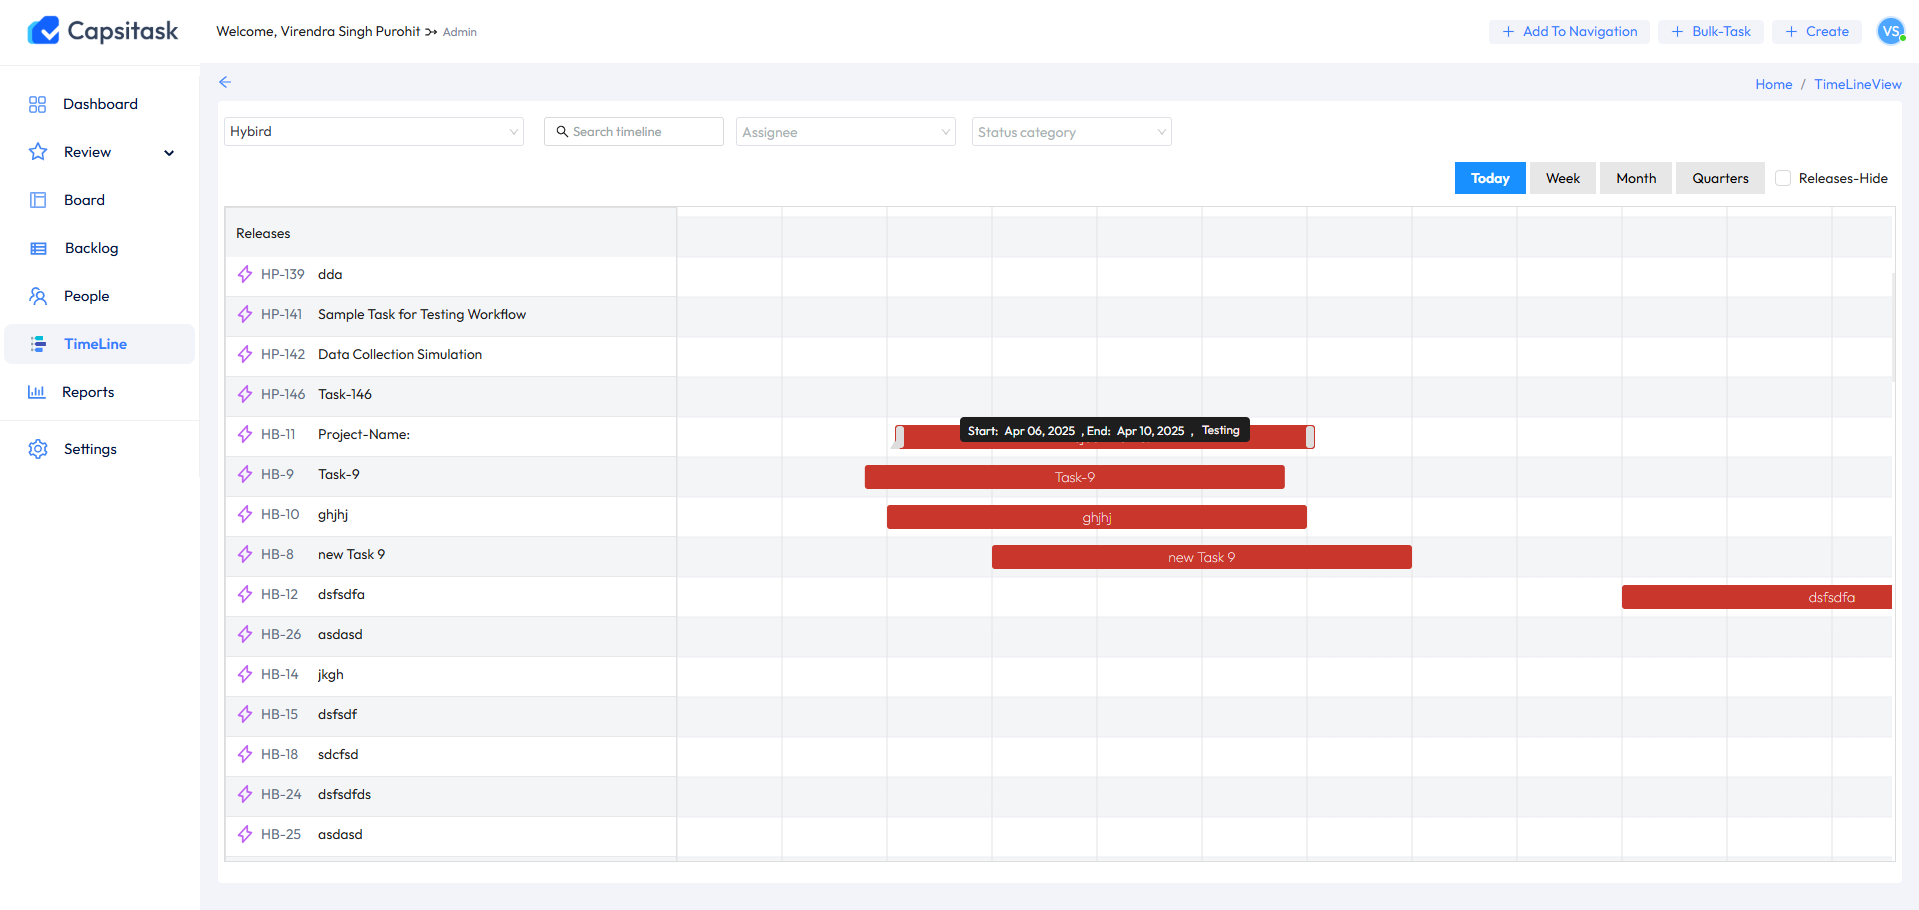 Capsitask
Welcome, Virendra Singh Purohit Admin
+ Add To Navigation
+ Bulk-Task
+ Create
VS
Dashboard
Review
Board
Backlog
People
TimeLine
Reports
Settings
Home / TimeLineView
Hybird
Search timeline
Assignee
Status category
Today
Week
Month
Quarters
Releases-Hide
Releases
HP-139 dda
HP-141 Sample Task for Testing Workflow
HP-142 Data Collection Simulation
HP-146 Task-146
HB-11 Project-Name:
Start: Apr 06, 2025 , End: Apr 10, 2025 , Testing
HB-9 Task-9
Task-9
HB-10 ghjhj
ghjhj
HB-8 new Task 9
new Task 9
HB-12 dsfsdfa
dsfsdfa
HB-26 asdasd
HB-14 jkgh
HB-15 dsfsdf
HB-18 sdcfsd
HB-24 dsfsdfds
HB-25 asdasd